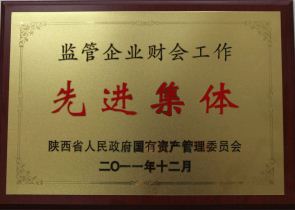 监管企业财会工作
先进集体
陕西省人民政府国有资产管理委员会
二〇一一年十二月